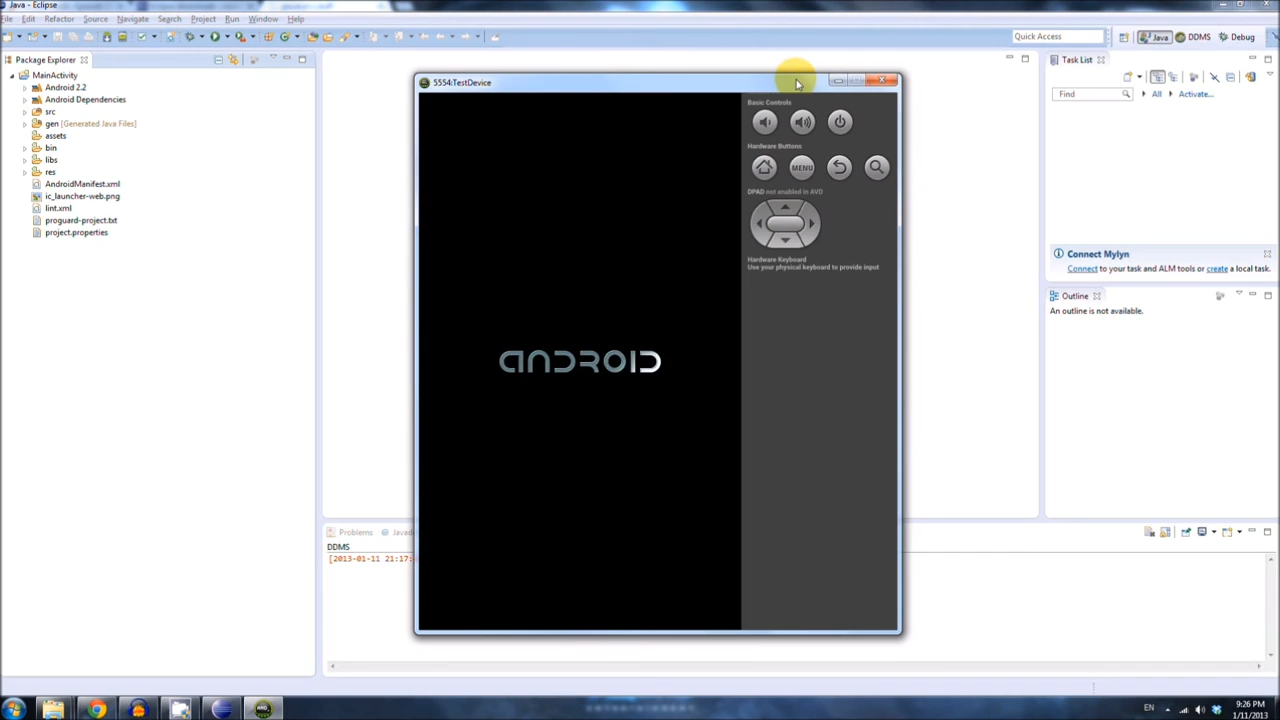 Java - Eclipse
File Edit Refactor Source Navigate Search Project Run Window Help
Quick Access
Java
DDMS
Debug
Package Explorer
MainActivity
Android 2.2
Android Dependencies
src
gen [Generated Java Files]
assets
bin
libs
res
AndroidManifest.xml
ic_launcher-web.png
lint.xml
proguard-project.txt
project.properties
5554:TestDevice
Basic Controls
Hardware Buttons
MENU
DPAD not enabled in AVD
Hardware Keyboard
Use your physical keyboard to provide input
ANDROID
Task List
Find
All
Activate...
Connect Mylyn
Connect to your task and ALM tools or create a local task.
Outline
An outline is not available.
Problems
Javad
DDMS
[2013-01-11 21:17:
EN
9:26 PM
1/11/2013